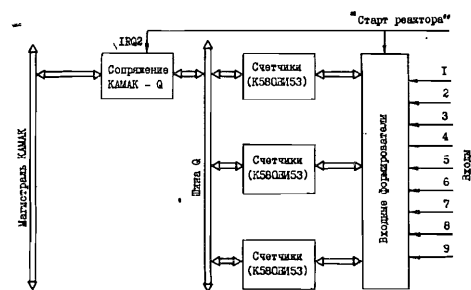 "Старт реактора"
IRQ2
Сопряжение
КАМАК - Q
Счетчики
(К580ВИ53)
Счетчики
(К580ВИ53)
Счетчики
(К580ВИ53)
Магистраль КАМАК
Шина Q
Входные формирователи
1
2
3
4
5
6
7
8
9
Входы